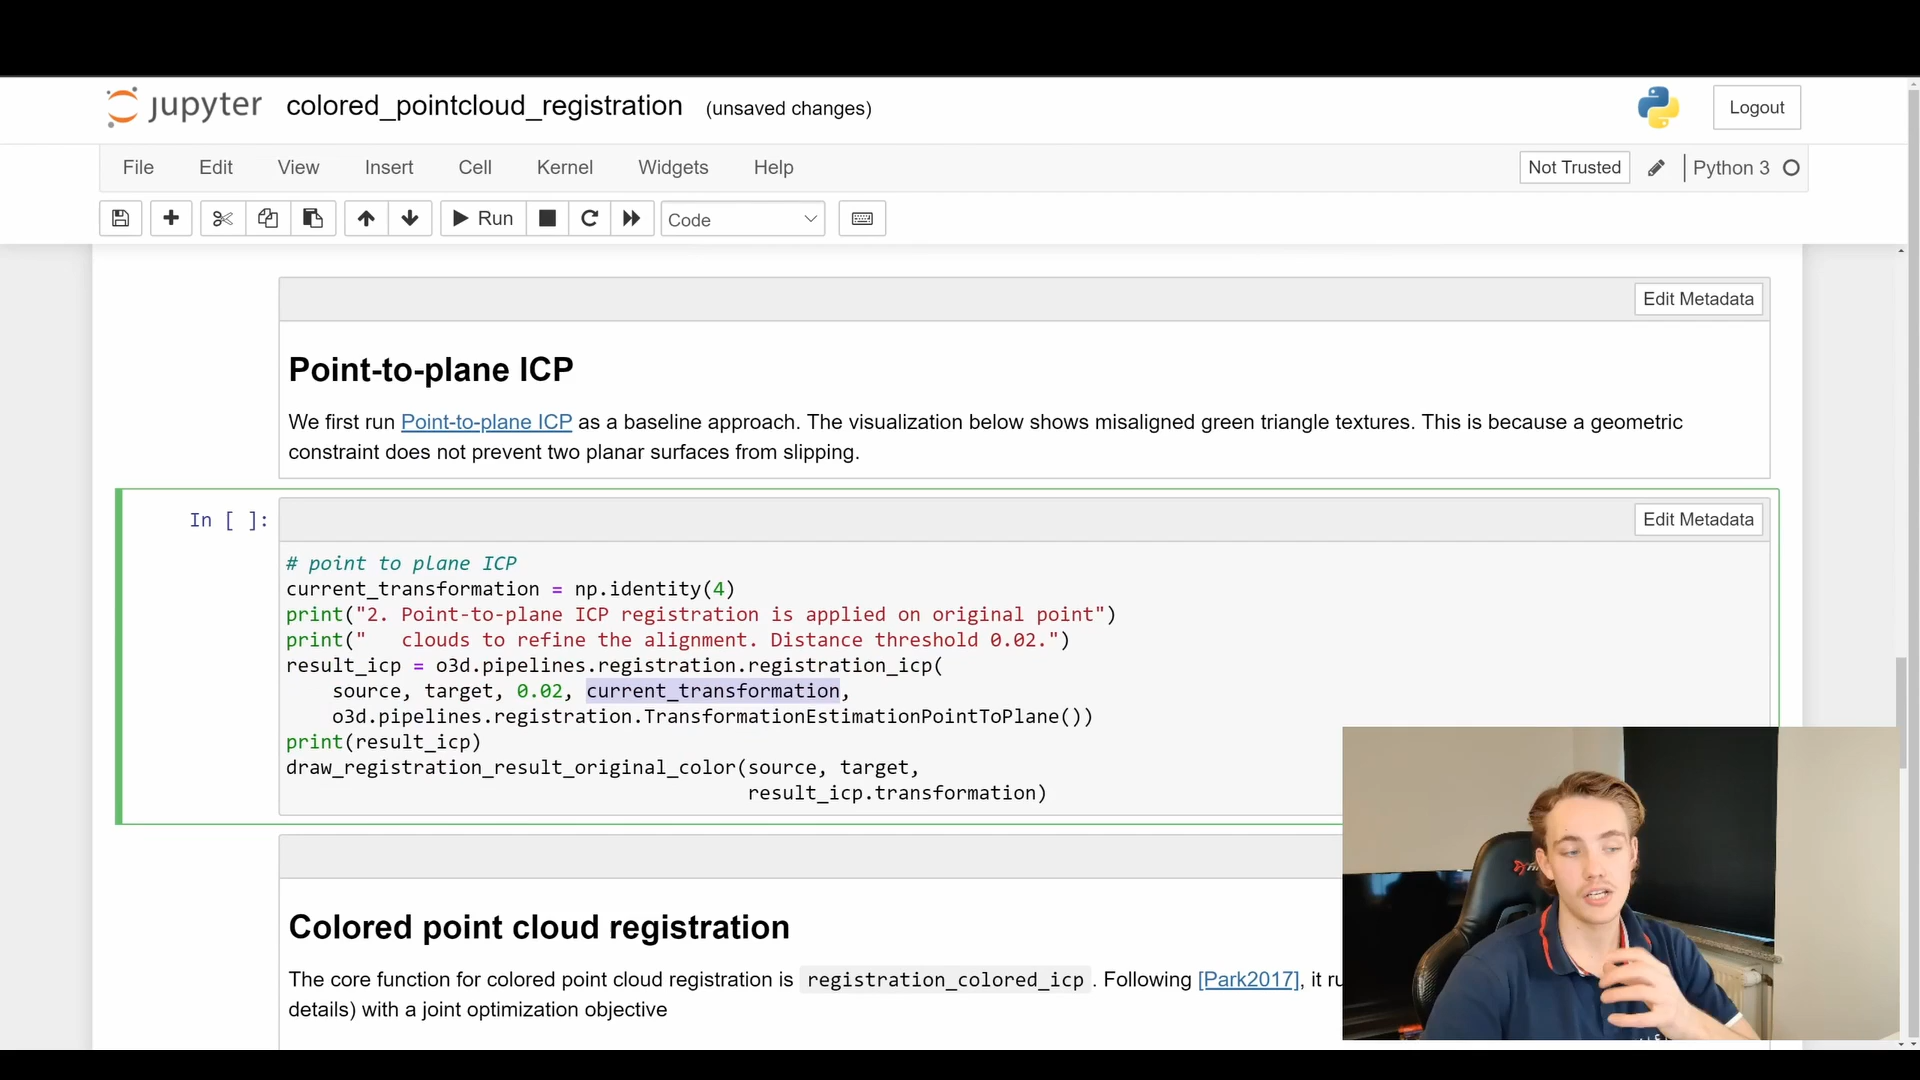 jupyter colored_pointcloud_registration (unsaved changes) Logout
File Edit View Insert Cell Kernel Widgets Help Not Trusted Python 3
Run Code
Edit Metadata
Point-to-plane ICP
We first run Point-to-plane ICP as a baseline approach. The visualization below shows misaligned green triangle textures. This is because a geometric
constraint does not prevent two planar surfaces from slipping.
In [ ]: Edit Metadata
# point to plane ICP
current_transformation = np.identity(4)
print("2. Point-to-plane ICP registration is applied on original point")
print("   clouds to refine the alignment. Distance threshold 0.02.")
result_icp = o3d.pipelines.registration.registration_icp(
    source, target, 0.02, current_transformation,
    o3d.pipelines.registration.TransformationEstimationPointToPlane())
print(result_icp)
draw_registration_result_original_color(source, target,
                                        result_icp.transformation)
Colored point cloud registration
The core function for colored point cloud registration is registration_colored_icp . Following [Park2017], it ru
details) with a joint optimization objective